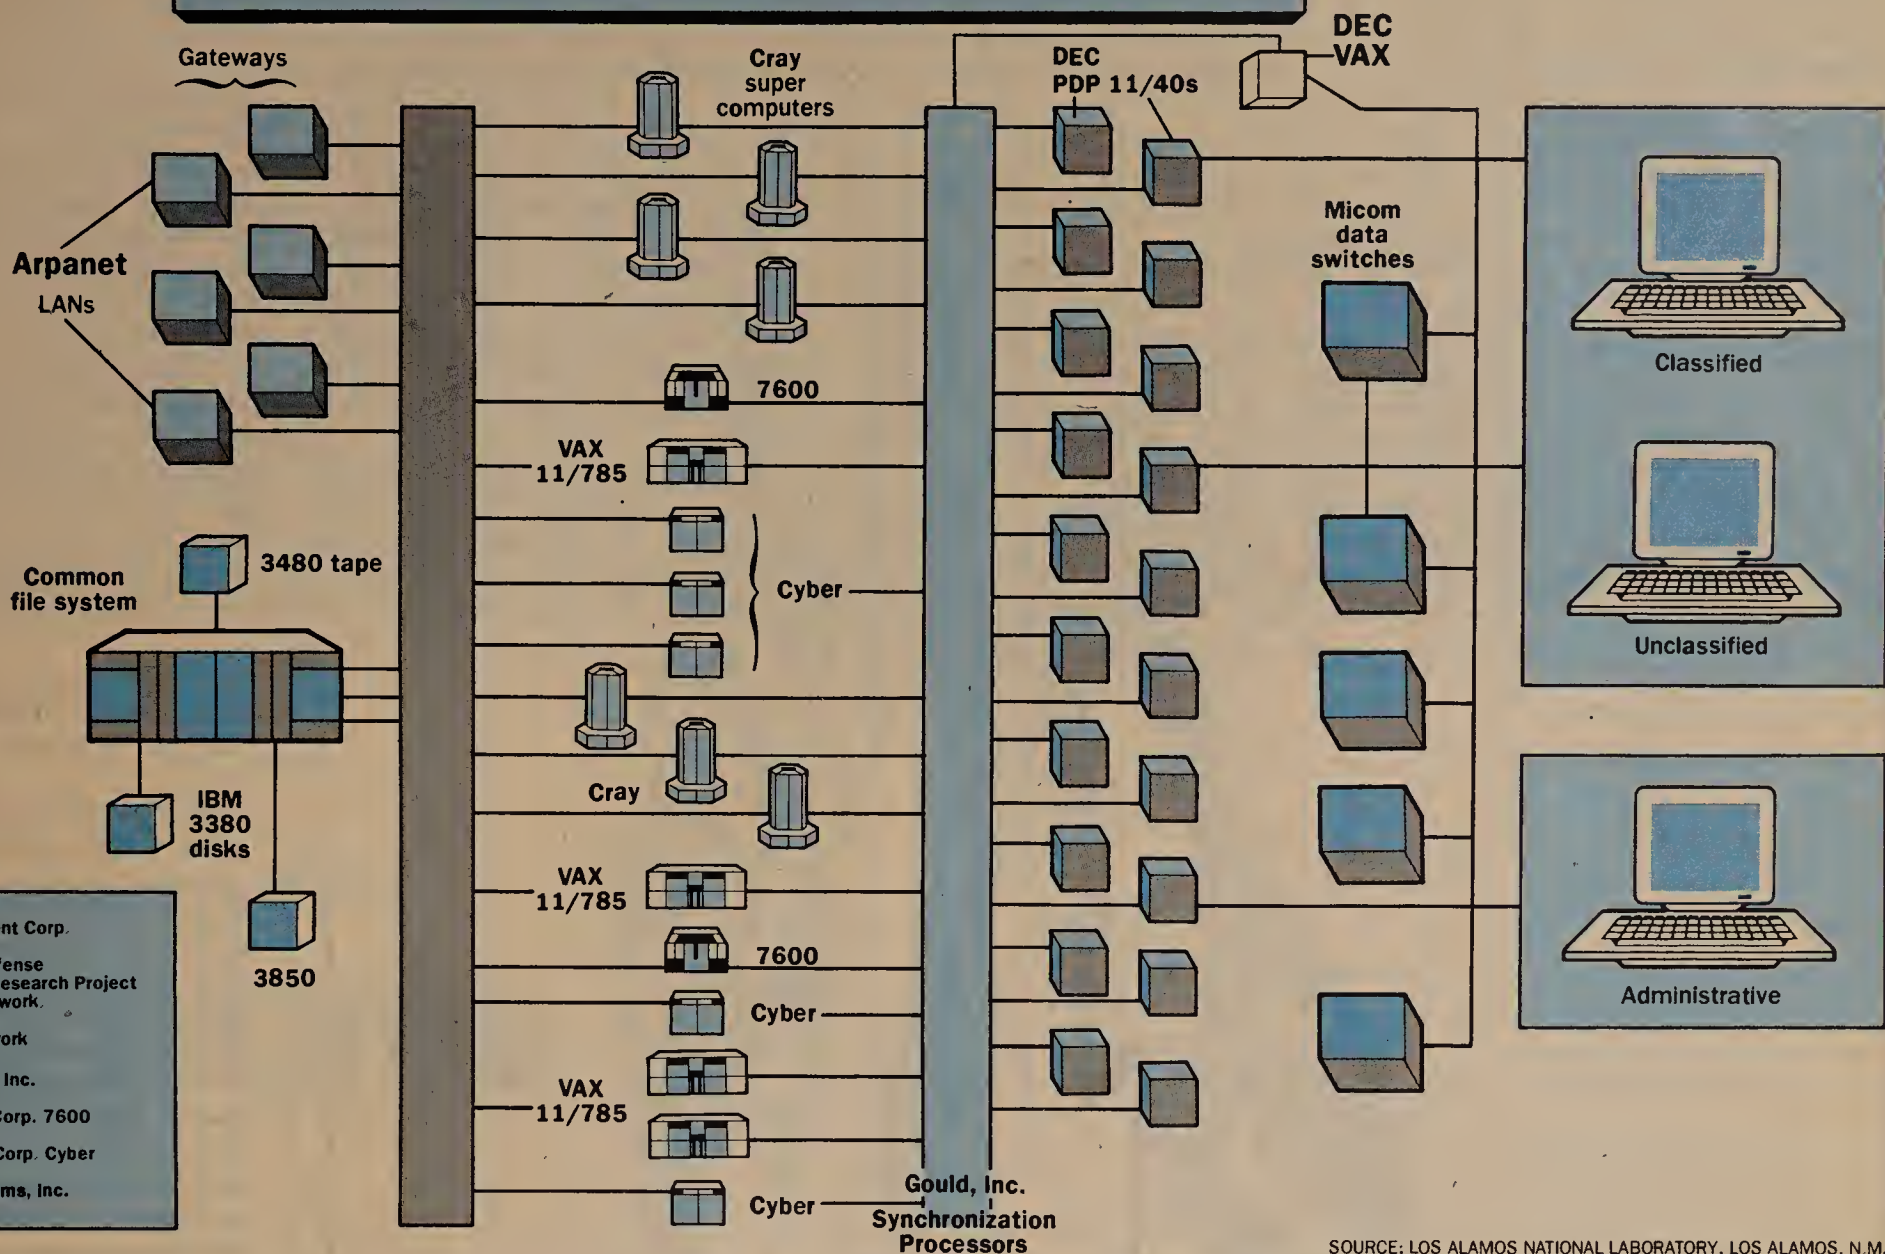 DEC
VAX
Gateways
Cray
super
computers
DEC
PDP 11/40s
Arpanet
LANs
Micom
data
switches
Classified
7600
VAX
11/785
Cyber
3480 tape
Common
file system
Unclassified
Cray
IBM
3380
disks
VAX
11/785
3850
7600
Cyber
Administrative
VAX
11/785
Cyber
Gould, Inc.
Synchronization
Processors
nt Corp.
fense
esearch Project
work.
ork
Inc.
Corp. 7600
Corp. Cyber
ms, Inc.
SOURCE: LOS ALAMOS NATIONAL LABORATORY, LOS ALAMOS, N.M.